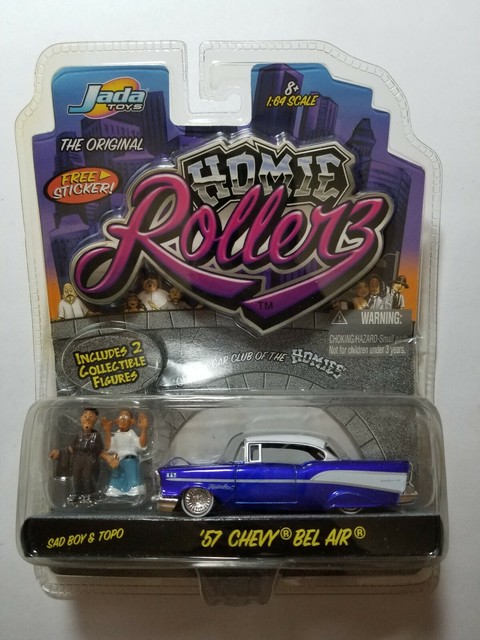 Jada
TOYS
8+
1:64 SCALE
THE ORIGINAL
FREE
STICKER!
HOMIE
Rollerz
TM
WARNING:
CHOKING HAZARD-Small
Not for children under 3 years.
INCLUDES 2
COLLECTIBLE
FIGURES
CAR CLUB OF THE HOMIES
SAD BOY & TOPO
'57 CHEVY® BEL AIR®